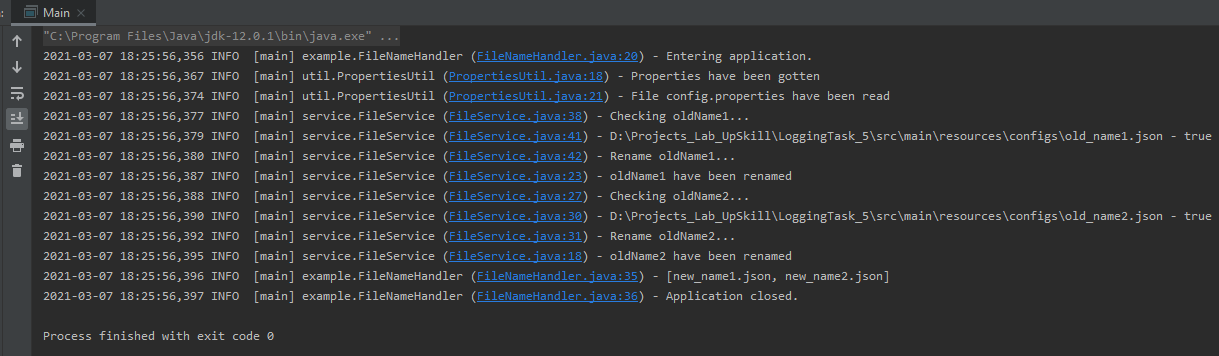 Main
"C:\Program Files\Java\jdk-12.0.1\bin\java.exe" ...
2021-03-07 18:25:56,356 INFO  [main] example.FileNameHandler (FileNameHandler.java:20) - Entering application.
2021-03-07 18:25:56,367 INFO  [main] util.PropertiesUtil (PropertiesUtil.java:18) - Properties have been gotten
2021-03-07 18:25:56,374 INFO  [main] util.PropertiesUtil (PropertiesUtil.java:21) - File config.properties have been read
2021-03-07 18:25:56,377 INFO  [main] service.FileService (FileService.java:38) - Checking oldName1...
2021-03-07 18:25:56,379 INFO  [main] service.FileService (FileService.java:41) - D:\Projects_Lab_UpSkill\LoggingTask_5\src\main\resources\configs\old_name1.json - true
2021-03-07 18:25:56,380 INFO  [main] service.FileService (FileService.java:42) - Rename oldName1...
2021-03-07 18:25:56,387 INFO  [main] service.FileService (FileService.java:23) - oldName1 have been renamed
2021-03-07 18:25:56,388 INFO  [main] service.FileService (FileService.java:27) - Checking oldName2...
2021-03-07 18:25:56,390 INFO  [main] service.FileService (FileService.java:30) - D:\Projects_Lab_UpSkill\LoggingTask_5\src\main\resources\configs\old_name2.json - true
2021-03-07 18:25:56,392 INFO  [main] service.FileService (FileService.java:31) - Rename oldName2...
2021-03-07 18:25:56,395 INFO  [main] service.FileService (FileService.java:18) - oldName2 have been renamed
2021-03-07 18:25:56,396 INFO  [main] example.FileNameHandler (FileNameHandler.java:35) - [new_name1.json, new_name2.json]
2021-03-07 18:25:56,397 INFO  [main] example.FileNameHandler (FileNameHandler.java:36) - Application closed.
Process finished with exit code 0